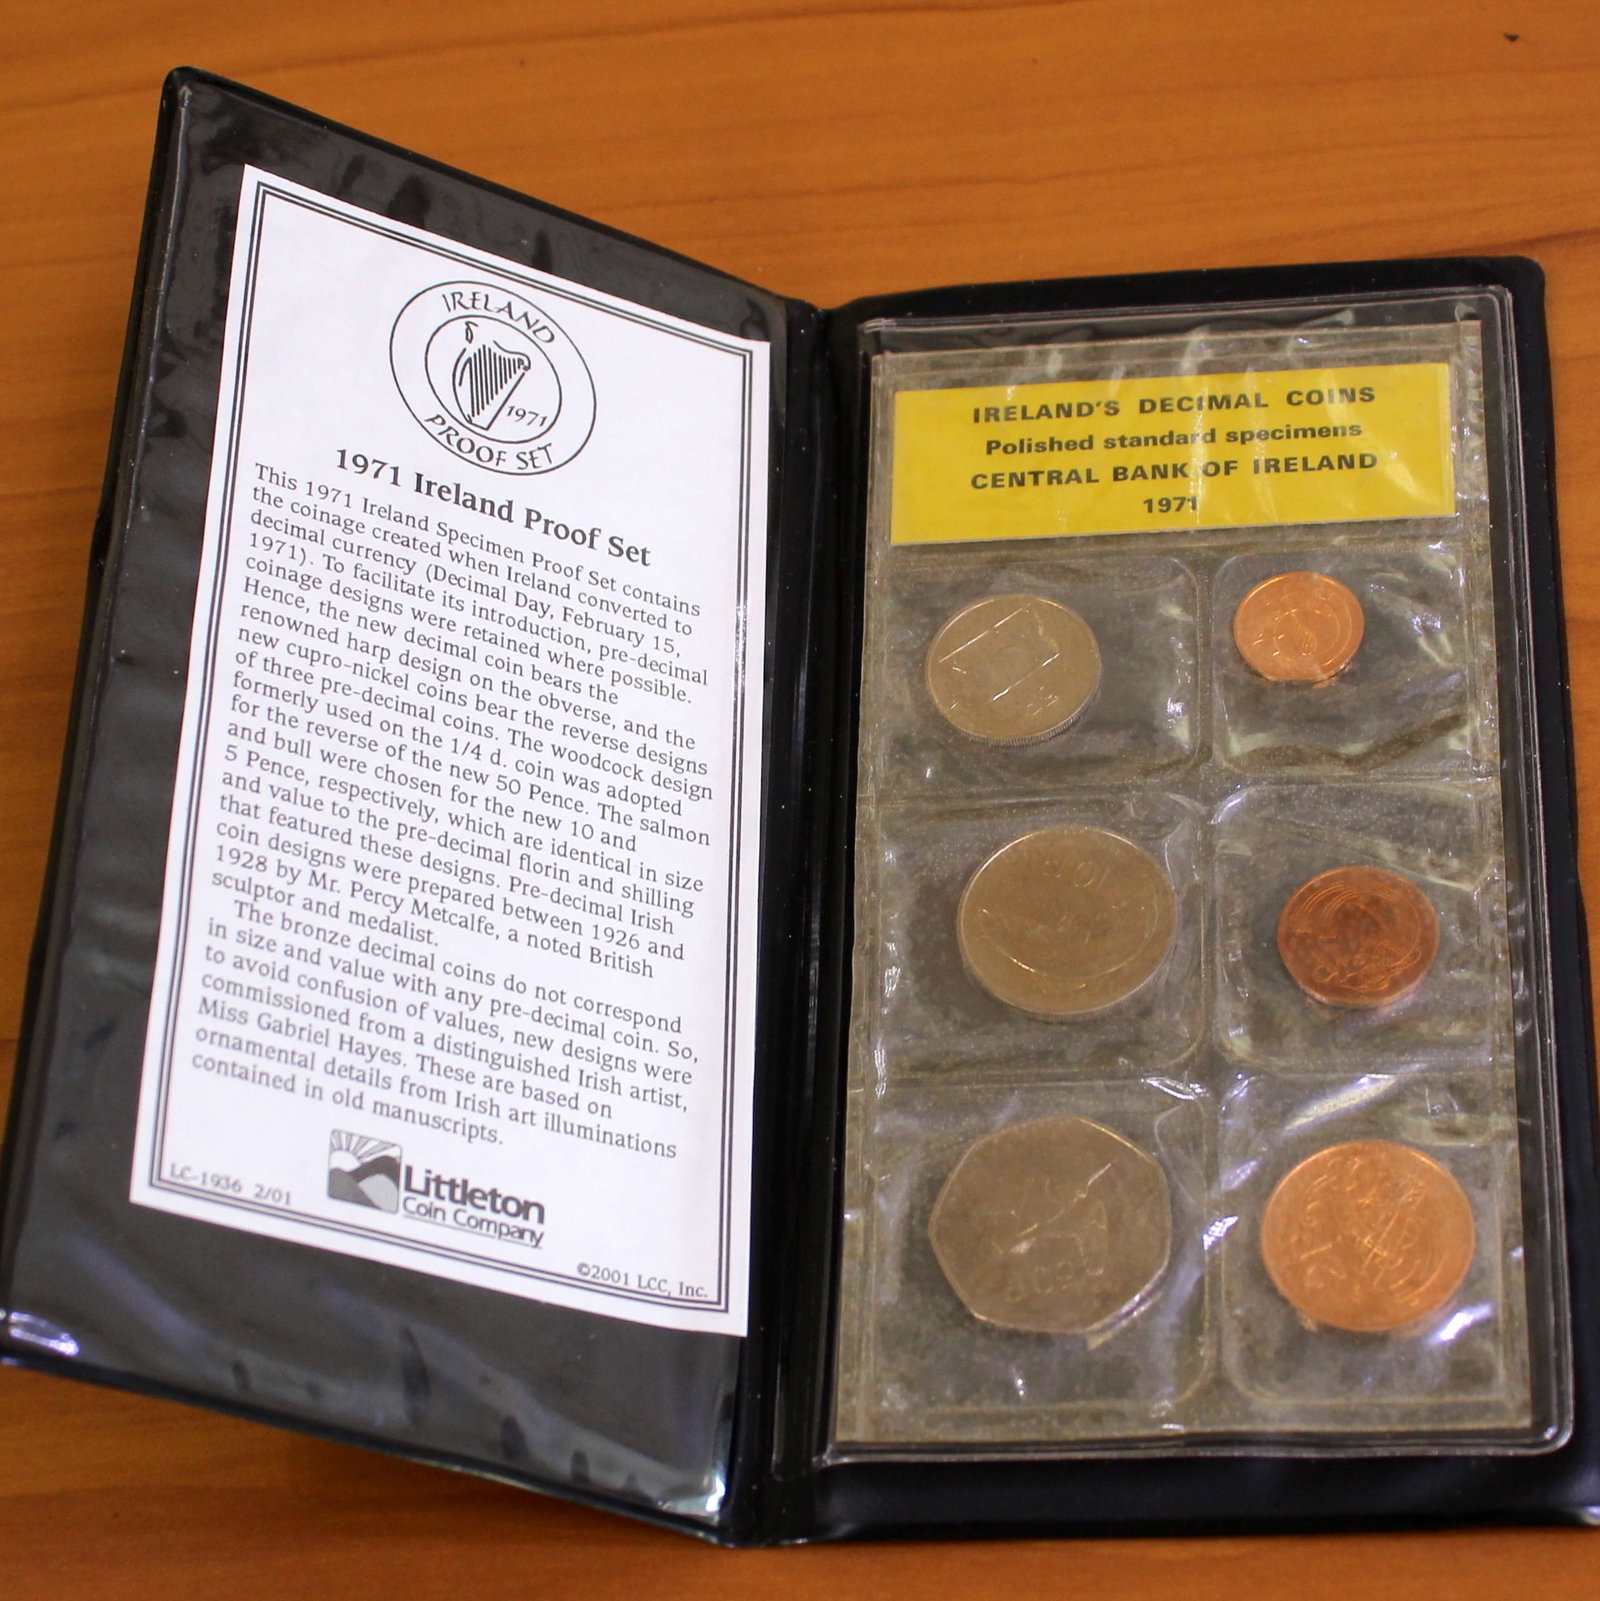 IRELAND
1971
PROOF SET
1971 Ireland Proof Set
This 1971 Ireland Specimen Proof Set contains
the coinage created when Ireland converted to
decimal currency (Decimal Day, February 15,
1971). To facilitate its introduction, pre-decimal
coinage designs were retained where possible.
Hence, the new decimal coin bears the
renowned harp design on the obverse, and the
new cupro-nickel coins bear the reverse designs
of three pre-decimal coins. The woodcock design
formerly used on the 1/4 d. coin was adopted
for the reverse of the new 50 Pence. The salmon
and bull were chosen for the new 10 and
5 Pence, respectively, which are identical in size
and value to the pre-decimal florin and shilling
that featured these designs. Pre-decimal Irish
coin designs were prepared between 1926 and
1928 by Mr. Percy Metcalfe, a noted British
sculptor and medalist.
The bronze decimal coins do not correspond
in size and value with any pre-decimal coin. So,
to avoid confusion of values, new designs were
commissioned from a distinguished Irish artist,
Miss Gabriel Hayes. These are based on
ornamental details from Irish art illuminations
contained in old manuscripts.
LC-1936 2/01
Littleton
Coin Company
©2001 LCC, Inc.
IRELAND'S DECIMAL COINS
Polished standard specimens
CENTRAL BANK OF IRELAND
1971